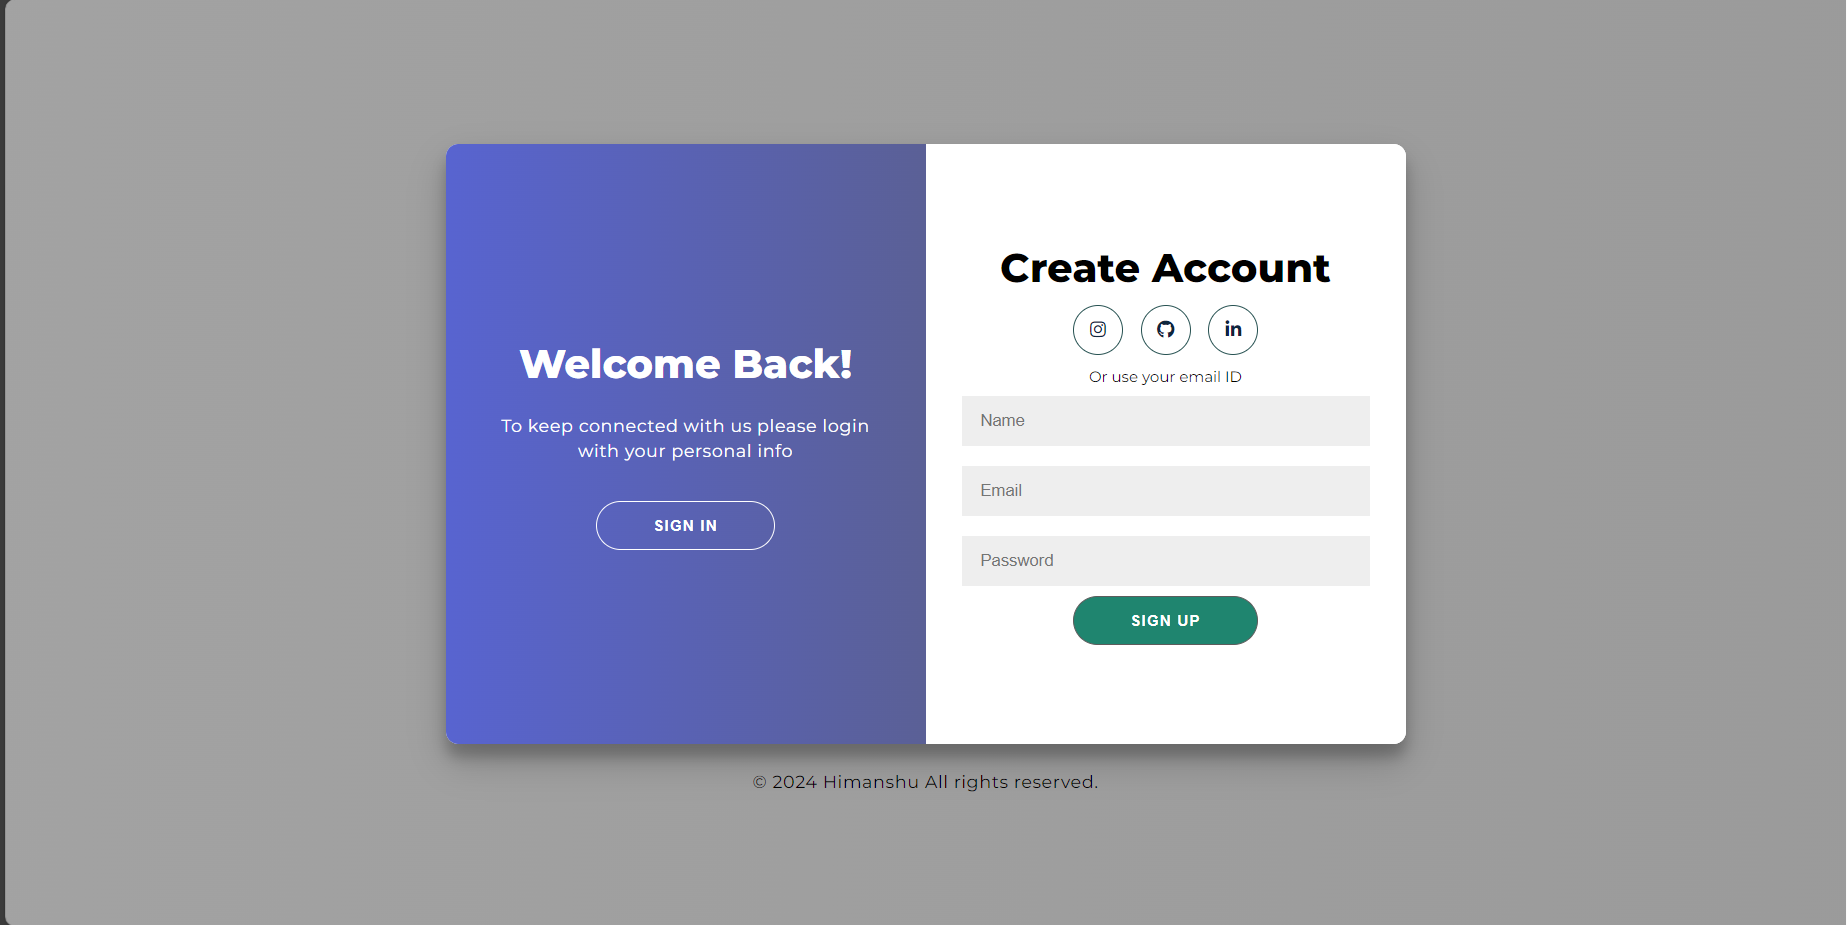 Welcome Back!
To keep connected with us please login
with your personal info
SIGN IN
Create Account
in
Or use your email ID
Name
Email
Password
SIGN UP
© 2024 Himanshu All rights reserved.